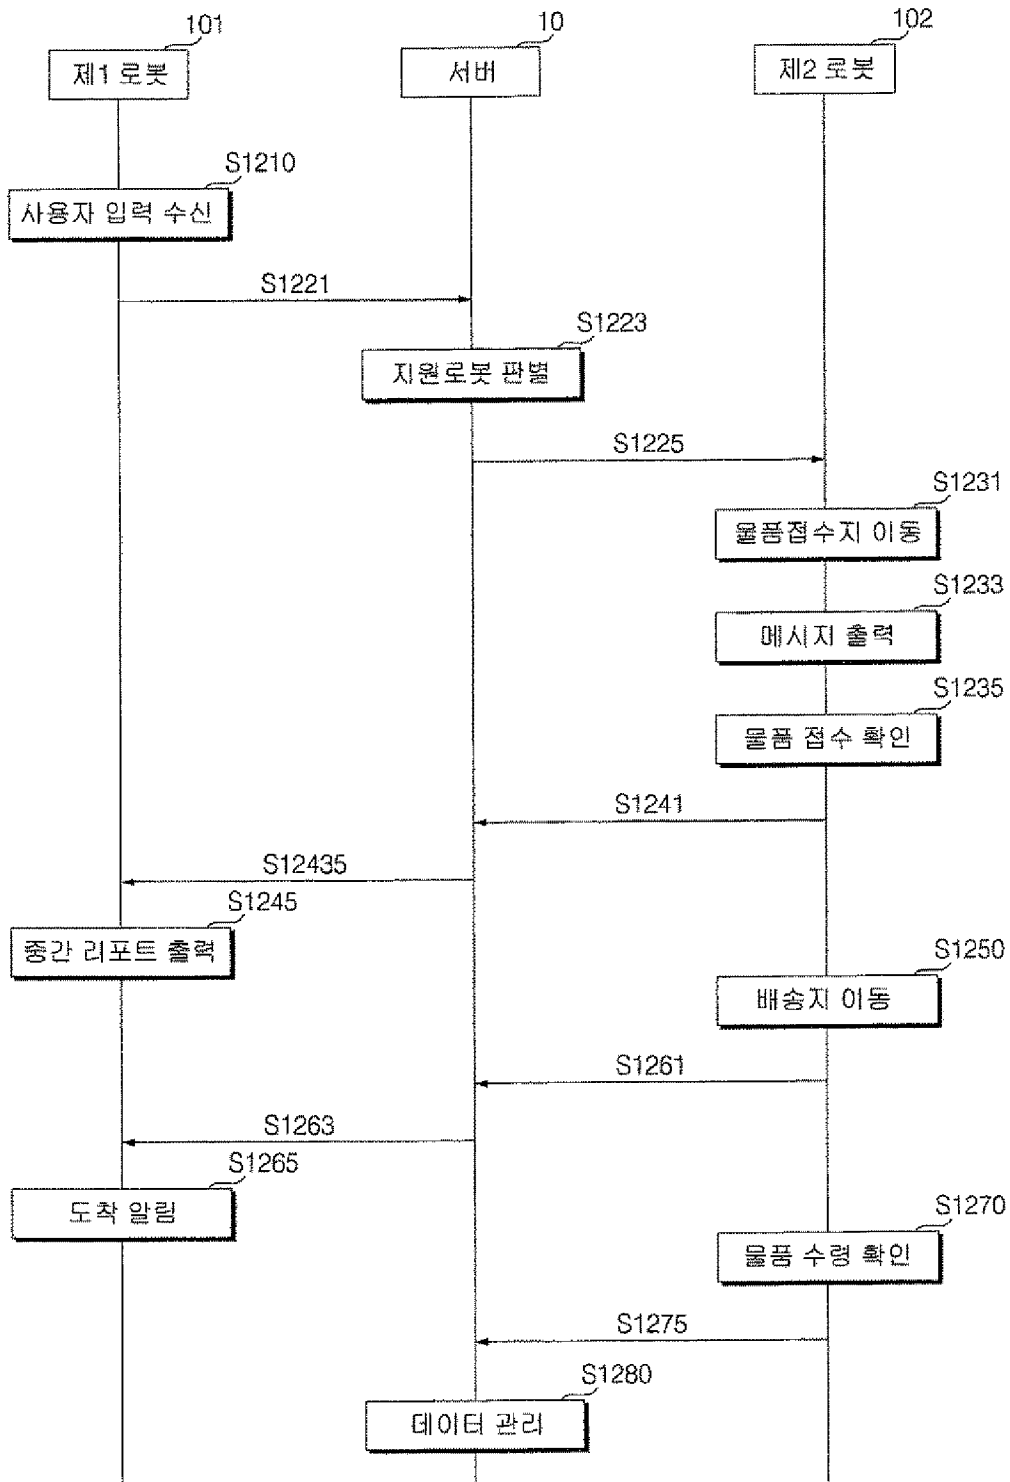 101
10
102
제1 로봇
서버
제2 로봇
S1210
사용자 입력 수신
S1221
S1223
지원로봇 판별
S1225
S1231
물품접수지 이동
S1233
메시지 출력
S1235
물품 접수 확인
S1241
S12435
S1245
중간 리포트 출력
S1250
배송지 이동
S1261
S1263
S1265
도착 알림
S1270
물품 수령 확인
S1275
S1280
데이터 관리